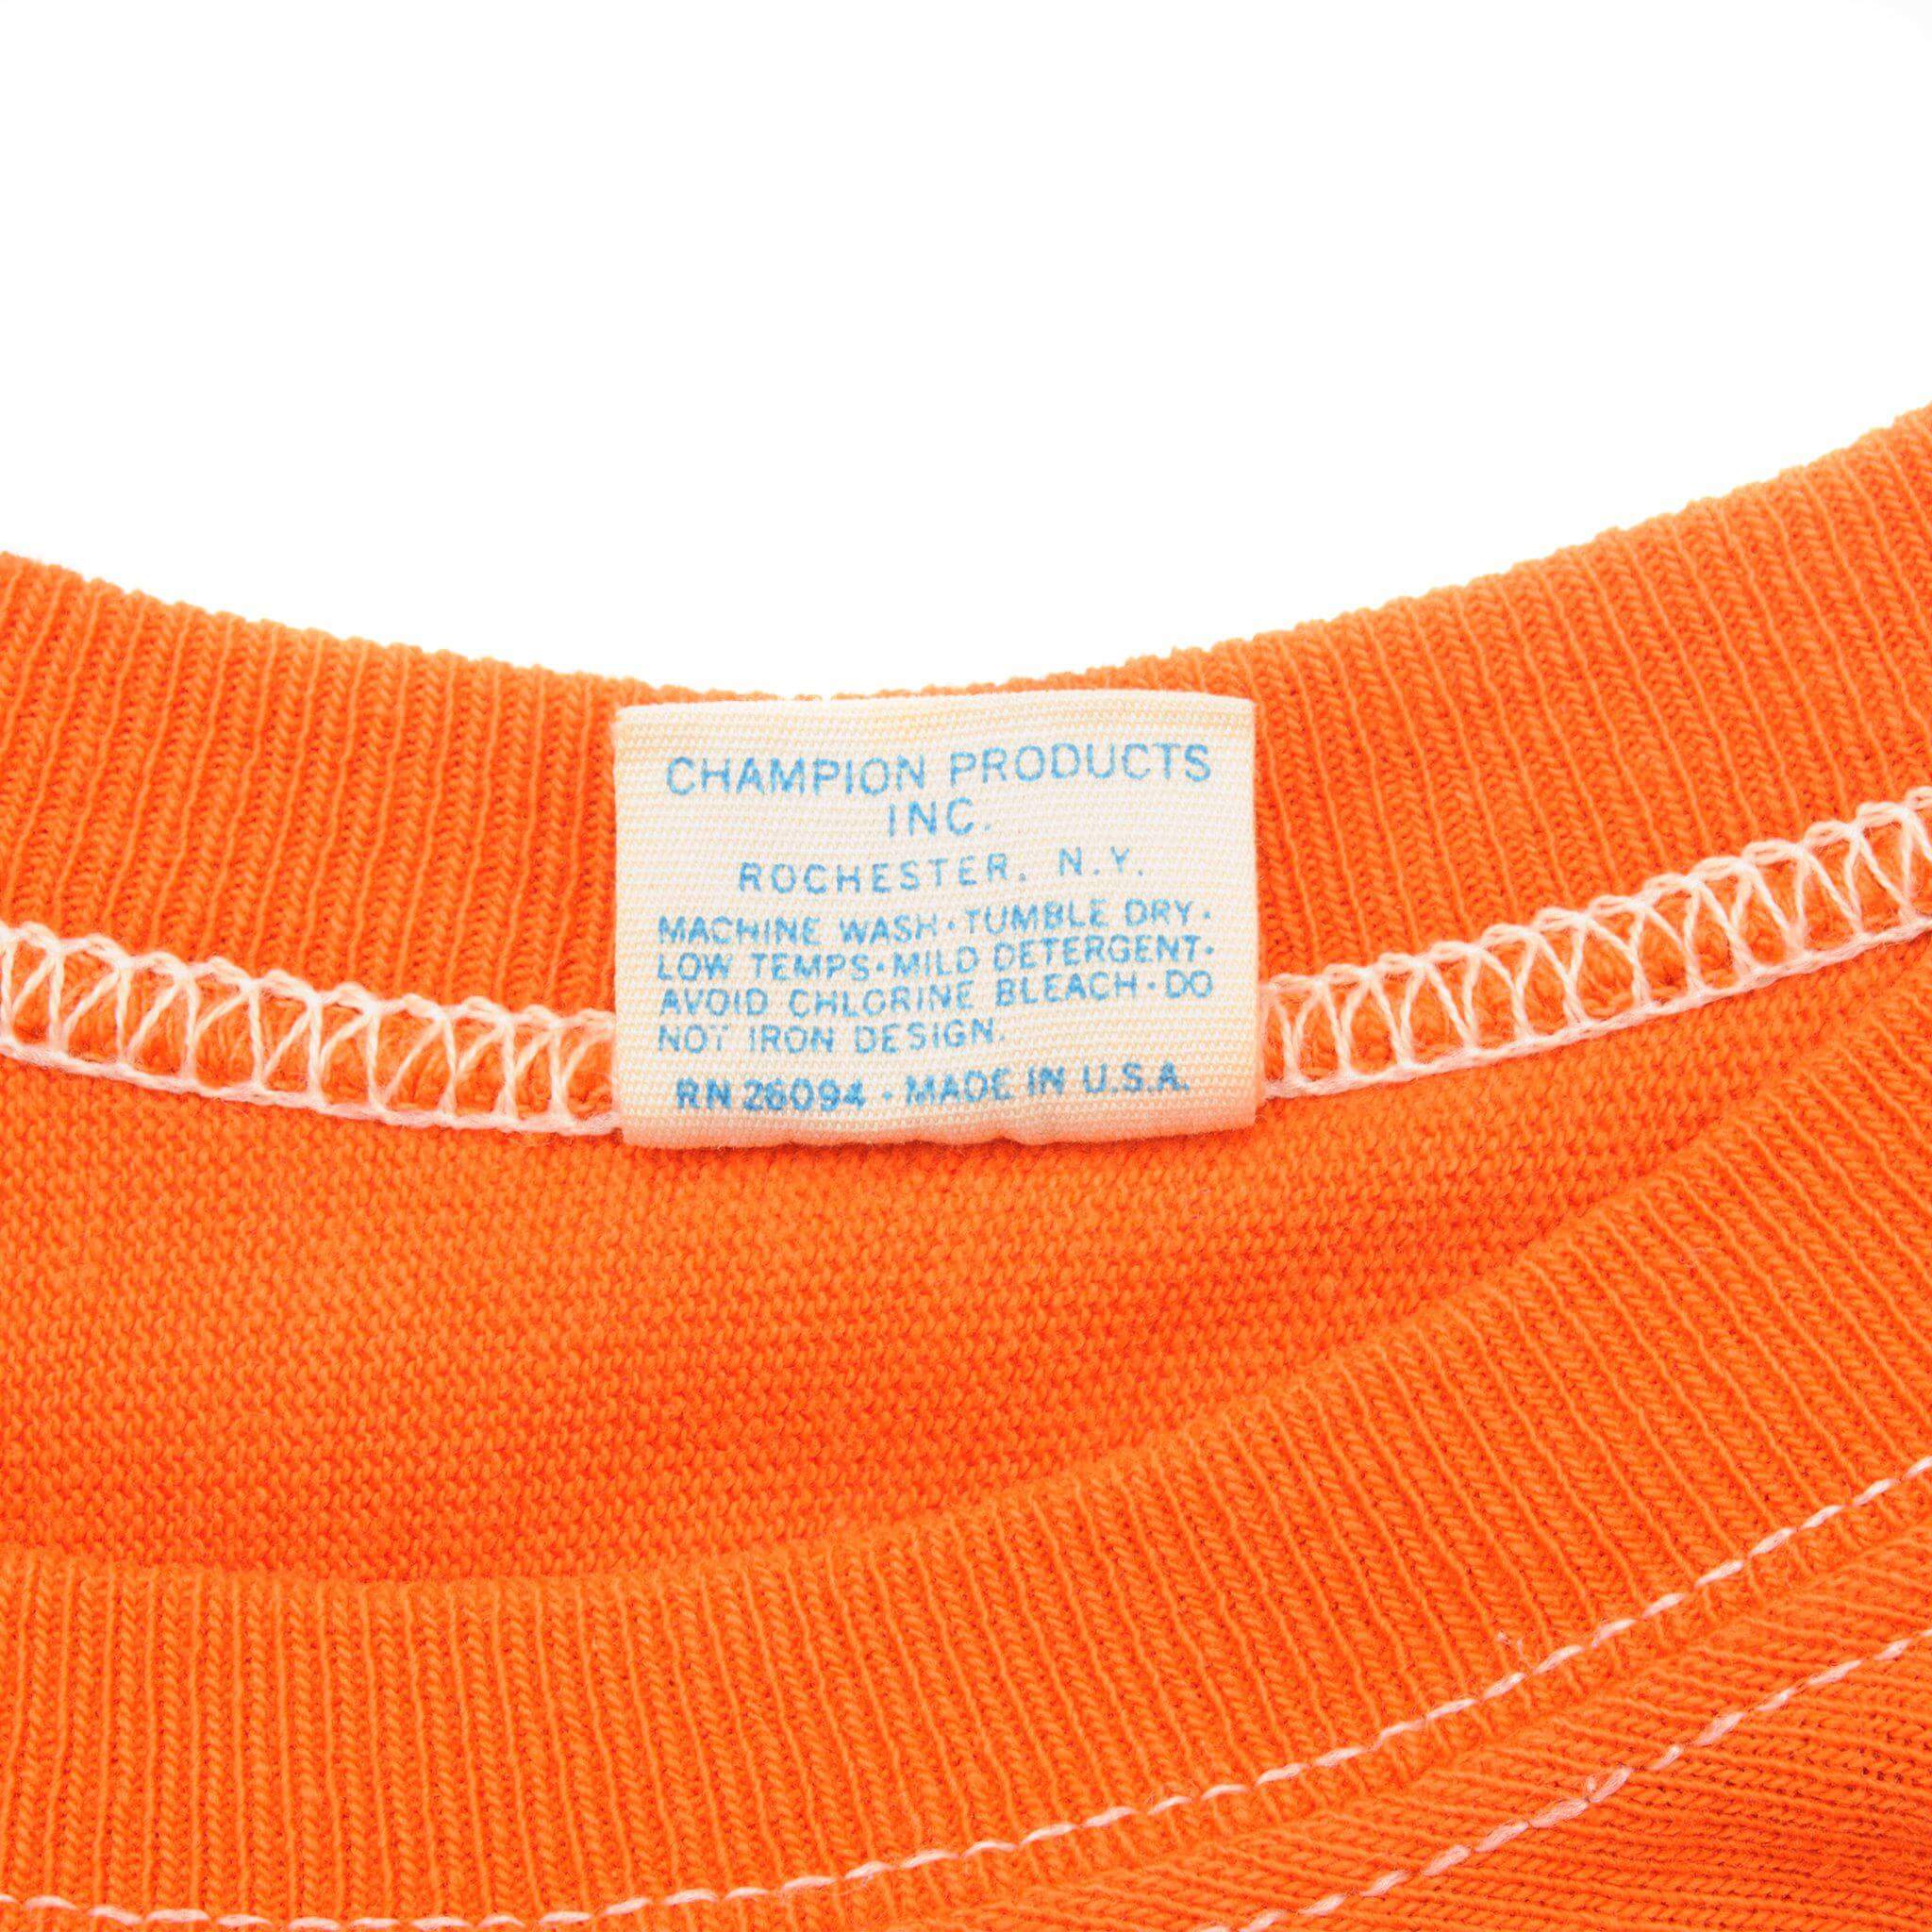 CHAMPION PRODUCTS
INC.
ROCHESTER, N.Y.
MACHINE WASH·TUMBLE DRY·
LOW TEMPS·MILD DETERGENT·
AVOID CHLORINE BLEACH·DO
NOT IRON DESIGN.
RN 26094 · MADE IN U.S.A.